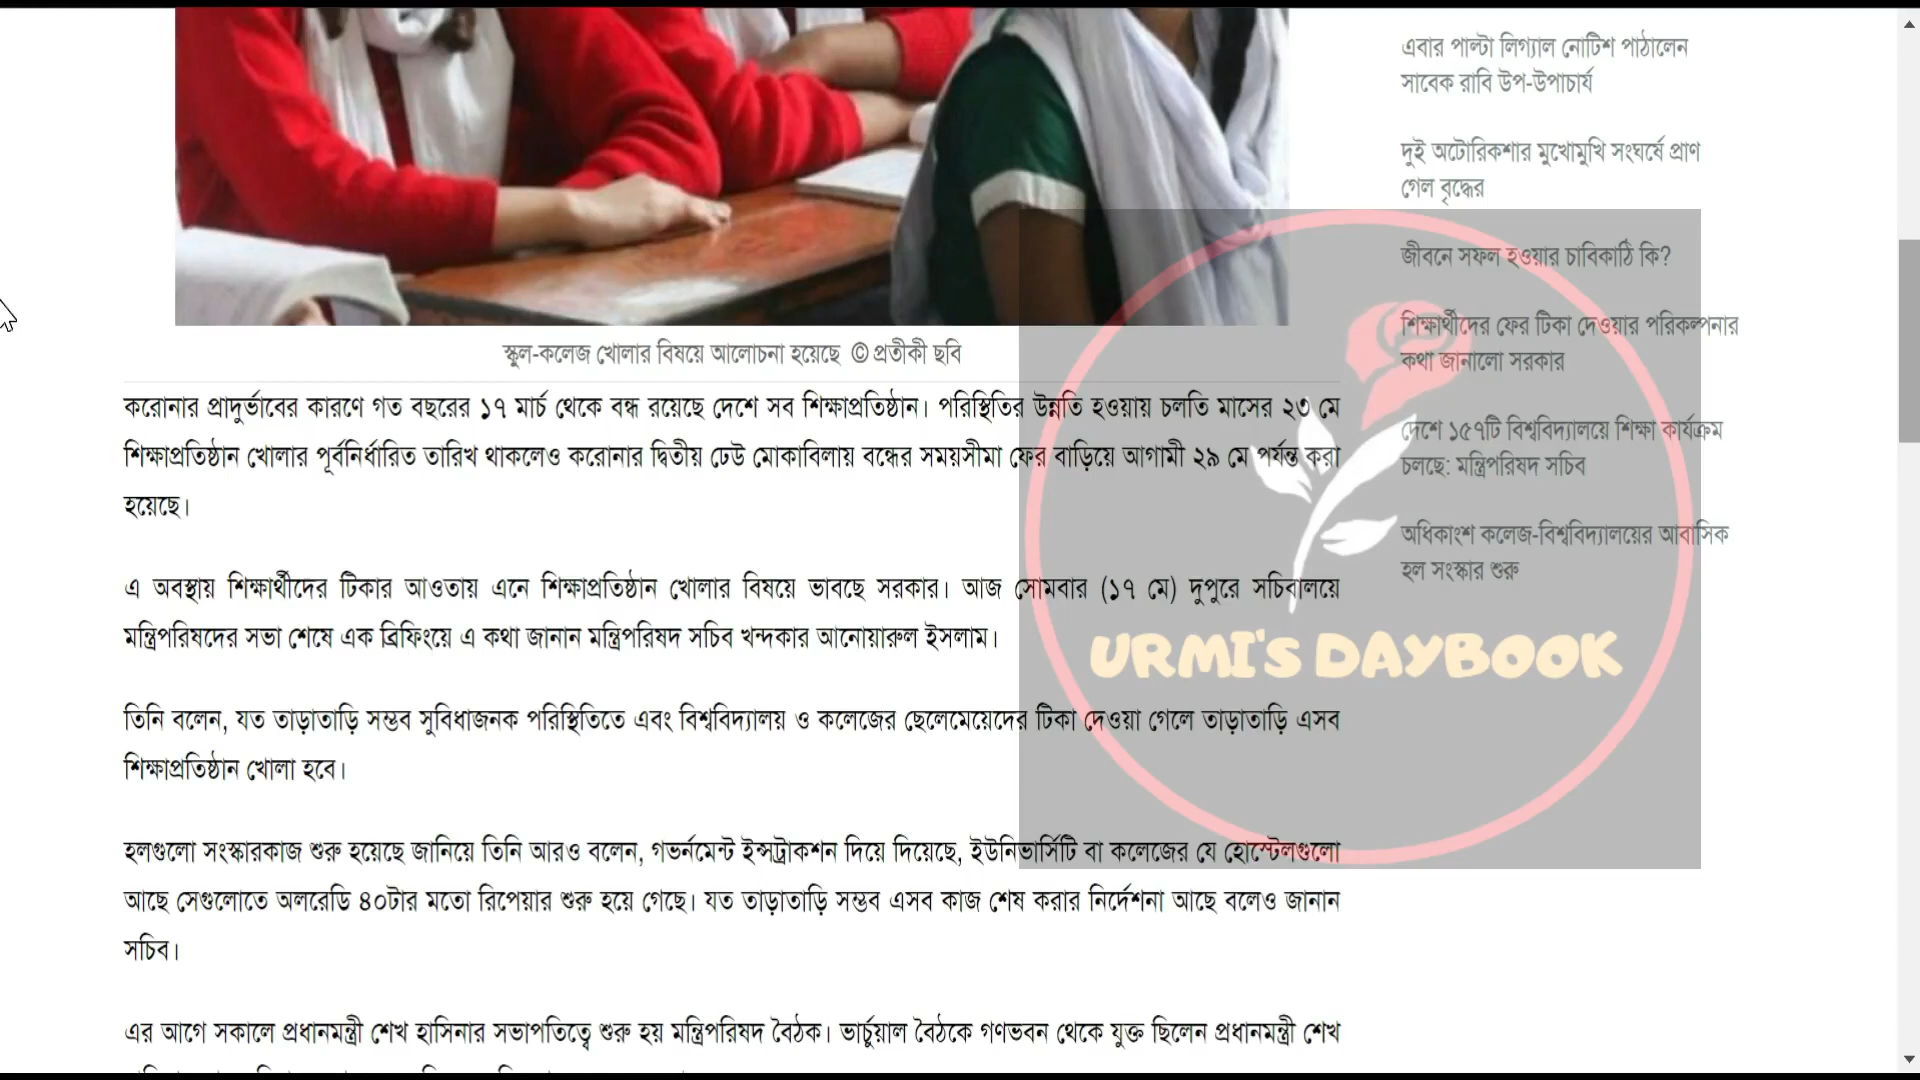 স্কুল-কলেজ খোলার বিষয়ে আলোচনা হয়েছে © প্রতীকী ছবি
করোনার প্রাদুর্ভাবের কারণে গত বছরের ১৭ মার্চ থেকে বন্ধ রয়েছে দেশে সব শিক্ষাপ্রতিষ্ঠান। পরিস্থিতির উন্নতি হওয়ায় চলতি মাসের ২৩ মে
শিক্ষাপ্রতিষ্ঠান খোলার পূর্বনির্ধারিত তারিখ থাকলেও করোনার দ্বিতীয় ঢেউ মোকাবিলায় বন্ধের সময়সীমা ফের বাড়িয়ে আগামী ২৯ মে পর্যন্ত করা
হয়েছে।
এ অবস্থায় শিক্ষার্থীদের টিকার আওতায় এনে শিক্ষাপ্রতিষ্ঠান খোলার বিষয়ে ভাবছে সরকার। আজ সোমবার (১৭ মে) দুপুরে সচিবালয়ে
মন্ত্রিপরিষদের সভা শেষে এক ব্রিফিংয়ে এ কথা জানান মন্ত্রিপরিষদ সচিব খন্দকার আনোয়ারুল ইসলাম।
তিনি বলেন, যত তাড়াতাড়ি সম্ভব সুবিধাজনক পরিস্থিতিতে এবং বিশ্ববিদ্যালয় ও কলেজের ছেলেমেয়েদের টিকা দেওয়া গেলে তাড়াতাড়ি এসব
শিক্ষাপ্রতিষ্ঠান খোলা হবে।
হলগুলো সংস্কারকাজ শুরু হয়েছে জানিয়ে তিনি আরও বলেন, গভর্নমেন্ট ইন্সট্রাকশন দিয়ে দিয়েছে, ইউনিভার্সিটি বা কলেজের যে হোস্টেলগুলো
আছে সেগুলোতে অলরেডি ৪০টার মতো রিপেয়ার শুরু হয়ে গেছে। যত তাড়াতাড়ি সম্ভব এসব কাজ শেষ করার নির্দেশনা আছে বলেও জানান
সচিব।
এর আগে সকালে প্রধানমন্ত্রী শেখ হাসিনার সভাপতিত্বে শুরু হয় মন্ত্রিপরিষদ বৈঠক। ভার্চুয়াল বৈঠকে গণভবন থেকে যুক্ত ছিলেন প্রধানমন্ত্রী শেখ
এবার পাল্টা লিগ্যাল নোটিশ পাঠালেন
সাবেক রাবি উপ-উপাচার্য
দুই অটোরিকশার মুখোমুখি সংঘর্ষে প্রাণ
গেল বৃদ্ধের
জীবনে সফল হওয়ার চাবিকাঠি কি?
শিক্ষার্থীদের ফের টিকা দেওয়ার পরিকল্পনার
কথা জানালো সরকার
দেশে ১৫৭টি বিশ্ববিদ্যালয়ে শিক্ষা কার্যক্রম
চলছে: মন্ত্রিপরিষদ সচিব
অধিকাংশ কলেজ-বিশ্ববিদ্যালয়ের আবাসিক
হল সংস্কার শুরু
URMI'S DAYBOOK